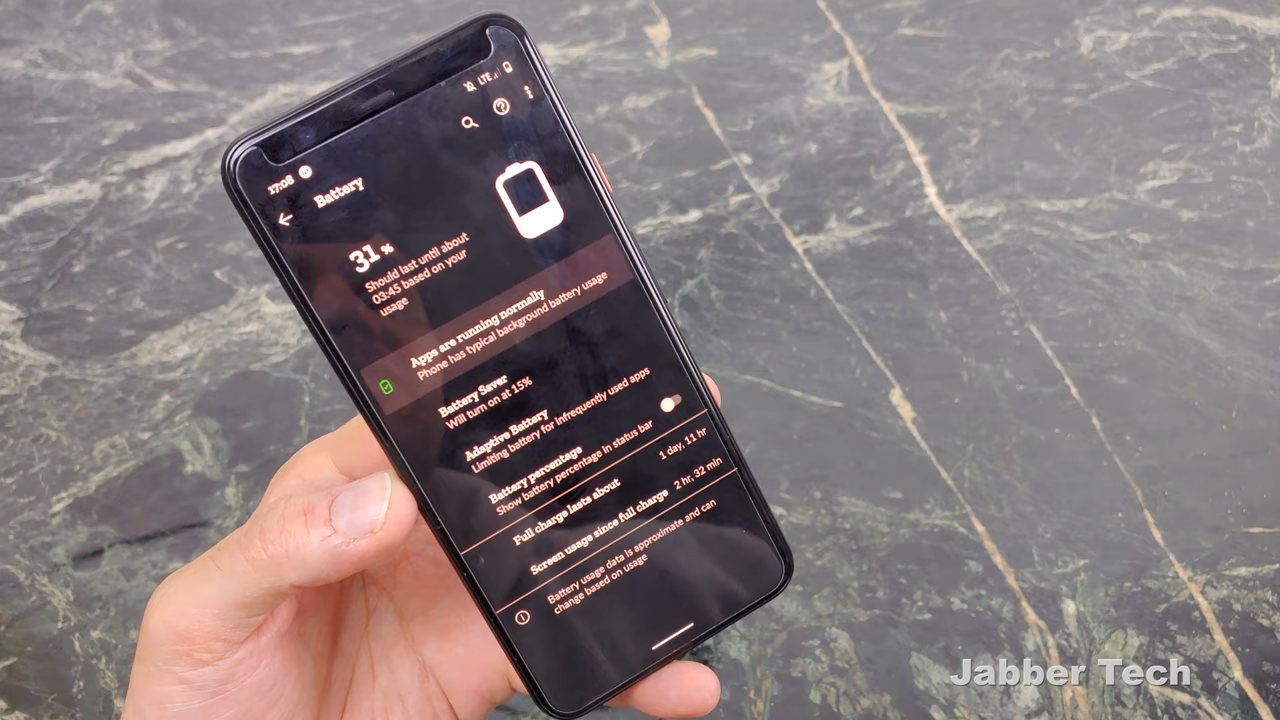 17:08
LTE
Battery
31 %
Should last until about
03:45 based on your
usage
Apps are running normally
Phone has typical background battery usage
Battery Saver
Will turn on at 15%
Adaptive Battery
Limiting battery for infrequently used apps
Battery percentage
Show battery percentage in status bar
Full charge lasts about 1 day, 11 hr
Screen usage since full charge 2 hr, 32 min
Battery usage data is approximate and can
change based on usage
Jabber Tech